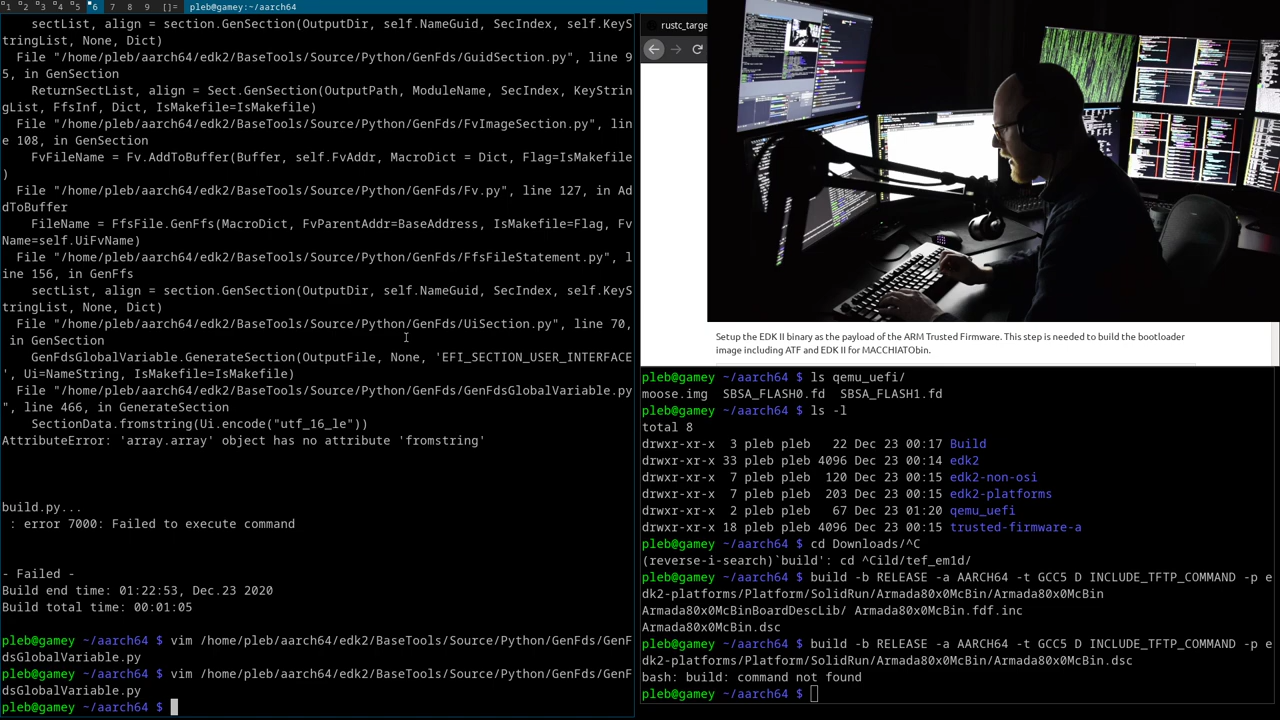 1 2 3 4 5 6 7 8 9 []= pleb@gamey:~/aarch64
sectList, align = section.GenSection(OutputDir, self.NameGuid, SecIndex, self.KeyS
tringList, None, Dict)
File "/home/pleb/aarch64/edk2/BaseTools/Source/Python/GenFds/GuidSection.py", line 9
5, in GenSection
ReturnSectList, align = Sect.GenSection(OutputPath, ModuleName, SecIndex, KeyStrin
gList, FfsInf, Dict, IsMakefile=IsMakefile)
File "/home/pleb/aarch64/edk2/BaseTools/Source/Python/GenFds/FvImageSection.py", lin
e 108, in GenSection
FvFileName = Fv.AddToBuffer(Buffer, self.FvAddr, MacroDict = Dict, Flag=IsMakefile
)
File "/home/pleb/aarch64/edk2/BaseTools/Source/Python/GenFds/Fv.py", line 127, in Ad
dToBuffer
FileName = FfsFile.GenFfs(MacroDict, FvParentAddr=BaseAddress, IsMakefile=Flag, Fv
Name=self.UiFvName)
File "/home/pleb/aarch64/edk2/BaseTools/Source/Python/GenFds/FfsFileStatement.py", l
ine 156, in GenFfs
sectList, align = section.GenSection(OutputDir, self.NameGuid, SecIndex, self.KeyS
tringList, None, Dict)
File "/home/pleb/aarch64/edk2/BaseTools/Source/Python/GenFds/UiSection.py", line 70,
in GenSection
GenFdsGlobalVariable.GenerateSection(OutputFile, None, 'EFI_SECTION_USER_INTERFACE
', Ui=NameString, IsMakefile=IsMakefile)
File "/home/pleb/aarch64/edk2/BaseTools/Source/Python/GenFds/GenFdsGlobalVariable.py
", line 466, in GenerateSection
SectionData.fromstring(Ui.encode("utf_16_le"))
AttributeError: 'array.array' object has no attribute 'fromstring'
build.py...
: error 7000: Failed to execute command
- Failed -
Build end time: 01:22:53, Dec.23 2020
Build total time: 00:01:05
pleb@gamey ~/aarch64 $ vim /home/pleb/aarch64/edk2/BaseTools/Source/Python/GenFds/GenF
dsGlobalVariable.py
pleb@gamey ~/aarch64 $ vim /home/pleb/aarch64/edk2/BaseTools/Source/Python/GenFds/GenF
dsGlobalVariable.py
pleb@gamey ~/aarch64 $
rustc_targe
Setup the EDK II binary as the payload of the ARM Trusted Firmware. This step is needed to build the bootloader
image including ATF and EDK II for MACCHIATObin.
pleb@gamey ~/aarch64 $ ls qemu_uefi/
moose.img SBSA_FLASH0.fd SBSA_FLASH1.fd
pleb@gamey ~/aarch64 $ ls -l
total 8
drwxr-xr-x 3 pleb pleb 22 Dec 23 00:17 Build
drwxr-xr-x 33 pleb pleb 4096 Dec 23 00:14 edk2
drwxr-xr-x 7 pleb pleb 120 Dec 23 00:15 edk2-non-osi
drwxr-xr-x 7 pleb pleb 203 Dec 23 00:15 edk2-platforms
drwxr-xr-x 2 pleb pleb 67 Dec 23 01:20 qemu_uefi
drwxr-xr-x 18 pleb pleb 4096 Dec 23 00:15 trusted-firmware-a
pleb@gamey ~/aarch64 $ cd Downloads/^C
(reverse-i-search)`build': cd ^Cild/tef_em1d/
pleb@gamey ~/aarch64 $ build -b RELEASE -a AARCH64 -t GCC5 D INCLUDE_TFTP_COMMAND -p e
dk2-platforms/Platform/SolidRun/Armada80x0McBin/Armada80x0McBin
Armada80x0McBinBoardDescLib/ Armada80x0McBin.fdf.inc
Armada80x0McBin.dsc
pleb@gamey ~/aarch64 $ build -b RELEASE -a AARCH64 -t GCC5 D INCLUDE_TFTP_COMMAND -p e
dk2-platforms/Platform/SolidRun/Armada80x0McBin/Armada80x0McBin.dsc
bash: build: command not found
pleb@gamey ~/aarch64 $